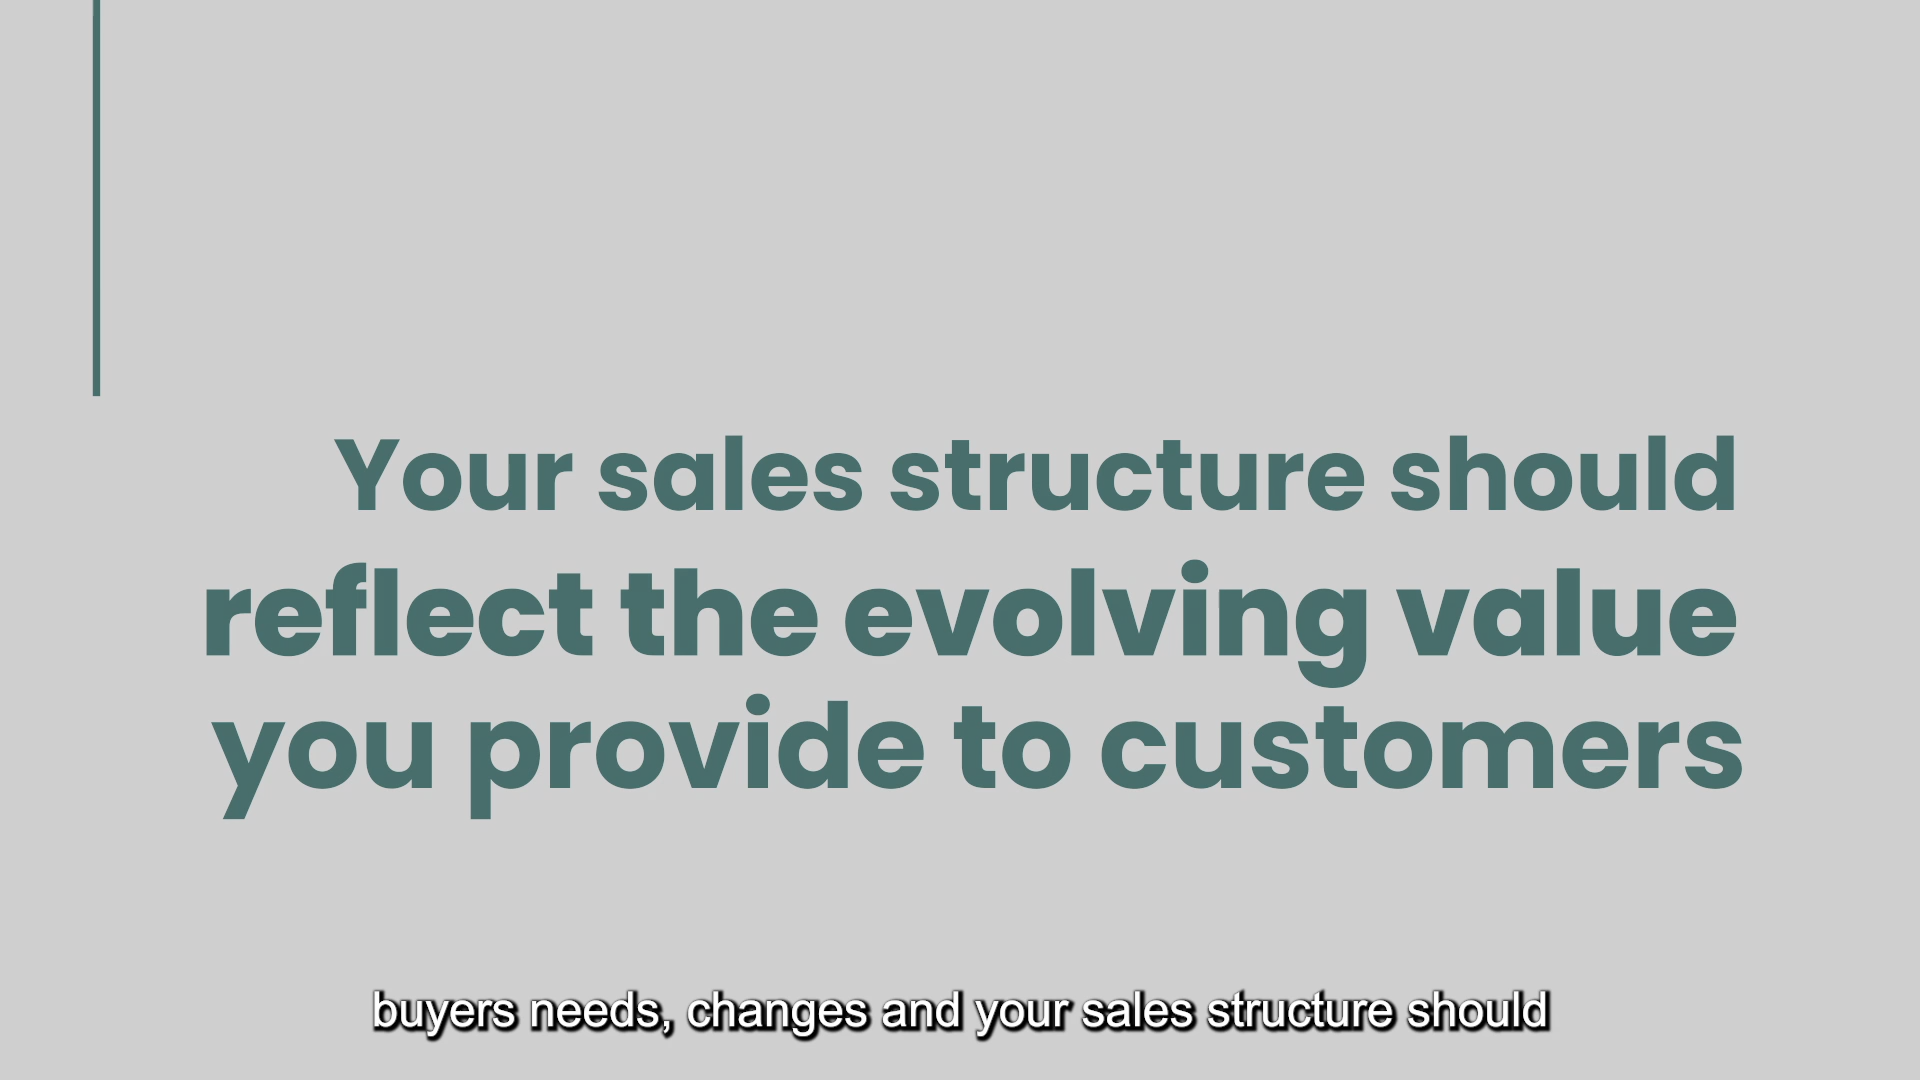 Your sales structure should
reflect the evolving value
you provide to customers
buyers needs, changes and your sales structure should